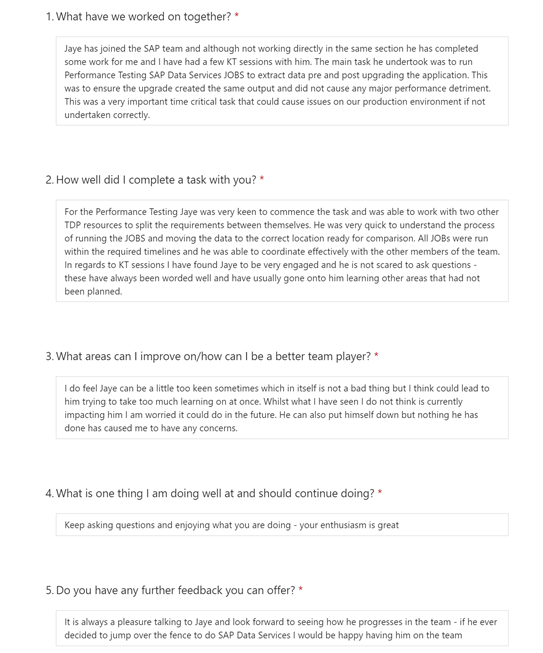 1. What have we worked on together? *
Jaye has joined the SAP team and although not working directly in the same section he has completed
some work for me and I have had a few KT sessions with him. The main task he undertook was to run
Performance Testing SAP Data Services JOBS to extract data pre and post upgrading the application. This
was to ensure the upgrade created the same output and did not cause any major performance detriment.
This was a very important time critical task that could cause issues on our production environment if not
undertaken correctly.
2. How well did I complete a task with you? *
For the Performance Testing Jaye was very keen to commence the task and was able to work with two other
TDP resources to split the requirements between themselves. He was very quick to understand the process
of running the JOBS and moving the data to the correct location ready for comparison. All JOBs were run
within the required timelines and he was able to coordinate effectively with the other members of the team.
In regards to KT sessions I have found Jaye to be very engaged and he is not scared to ask questions -
these have always been worded well and have usually gone onto him learning other areas that had not
been planned.
3. What areas can I improve on/how can I be a better team player? *
I do feel Jaye can be a little too keen sometimes which in itself is not a bad thing but I think could lead to
him trying to take too much learning on at once. Whilst what I have seen I do not think is currently
impacting him I am worried it could do in the future. He can also put himself down but nothing he has
done has caused me to have any concerns.
4. What is one thing I am doing well at and should continue doing? *
Keep asking questions and enjoying what you are doing - your enthusiasm is great
5. Do you have any further feedback you can offer? *
It is always a pleasure talking to Jaye and look forward to seeing how he progresses in the team - if he ever
decided to jump over the fence to do SAP Data Services I would be happy having him on the team